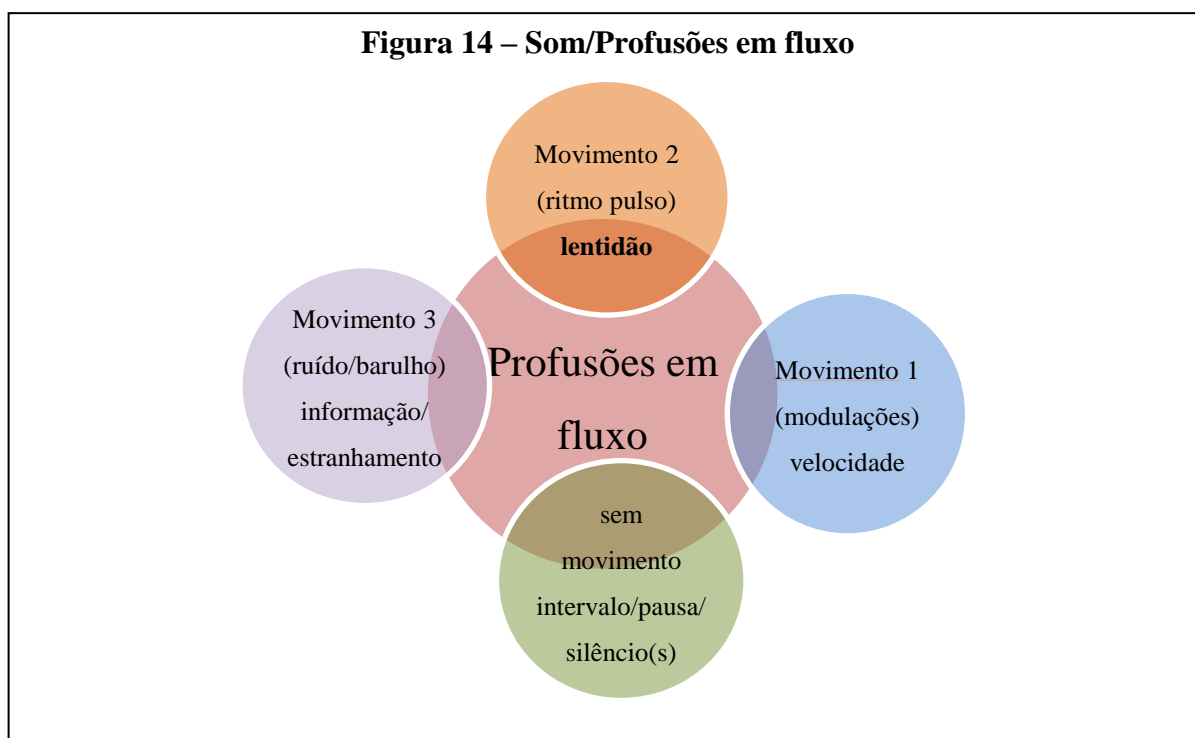 Figura 14 – Som/Profusões em fluxo
Movimento 2
(ritmo pulso)
lentidão
Movimento 3
(ruído/barulho)
informação/
estranhamento
Profusões em
fluxo
Movimento 1
(modulações)
velocidade
sem
movimento
intervalo/pausa/
silêncio(s)